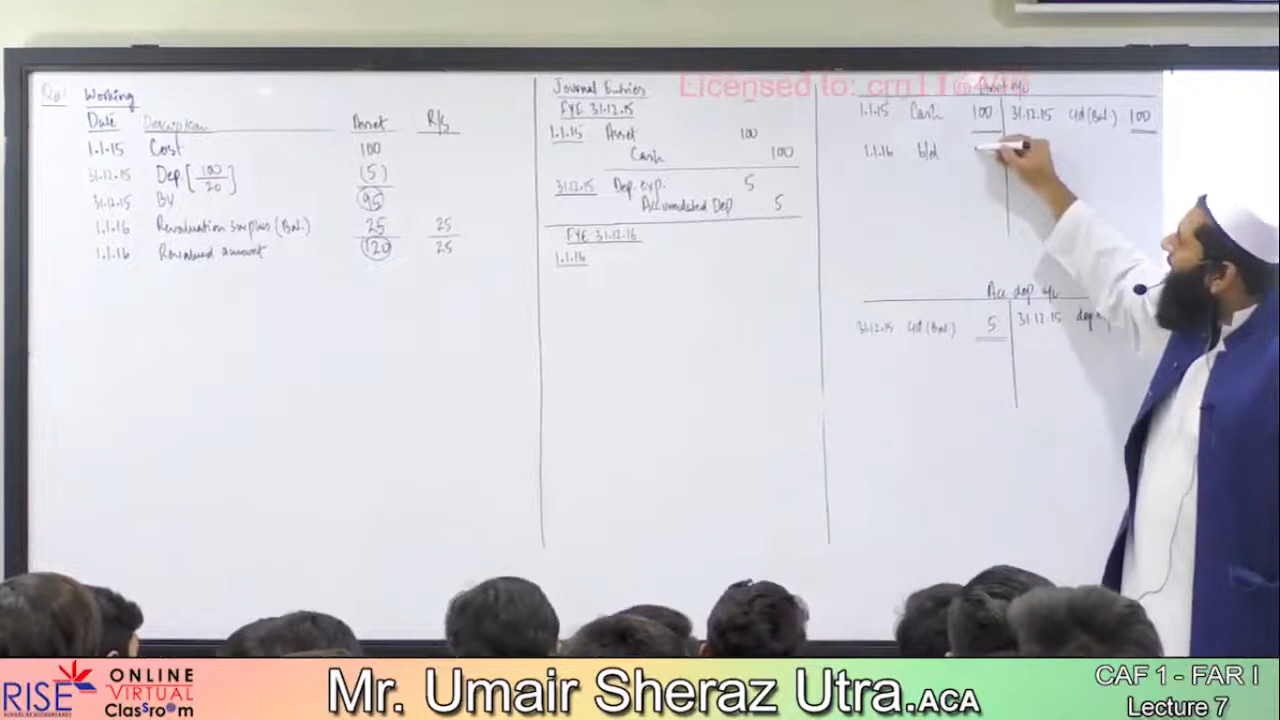 Q#1 Working
Date Description Asset R/S
1.1.15 Cost 100
31.12.15 Dep [100/20] (5)
31.12.15 BV 95
1.1.16 Revaluation surplus (Bal.) 25 25
1.1.16 Revalued amount 120 25
Journal Entries
FYE 31.12.15
1.1.15 Asset 100
Cash 100
31.12.15 Dep. exp. 5
Accumulated Dep 5
FYE 31.12.16
1.1.16
Licensed to: crn
Asset a/c
1.1.15 Cash 100 31.12.15 c/d (Bal.) 100
1.1.16 b/d
Acc dep a/c
31.12.15 c/d (Bal.) 5 31.12.15 dep.
RISE
SCHOOL OF ACCOUNTANCY
ONLINE
VIRTUAL
Classroom
Mr. Umair Sheraz Utra.ACA
CAF 1 - FAR I
Lecture 7